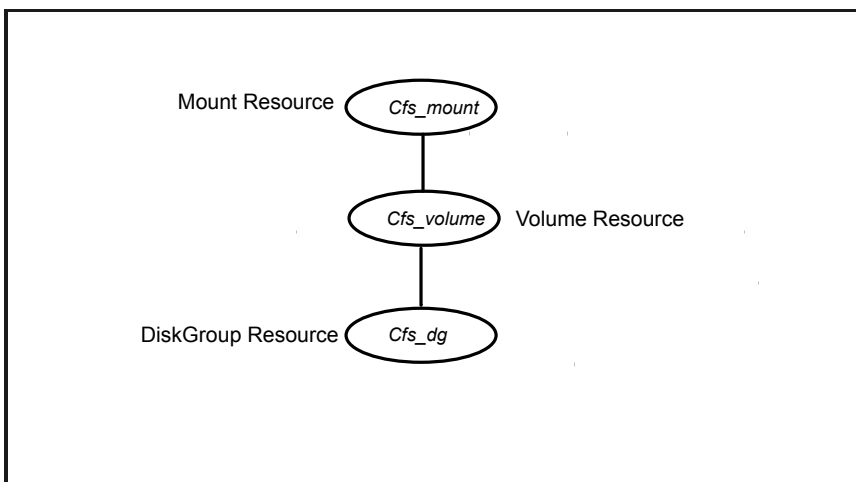 Mount Resource
Cfs_mount
Cfs_volume
Volume Resource
DiskGroup Resource
Cfs_dg